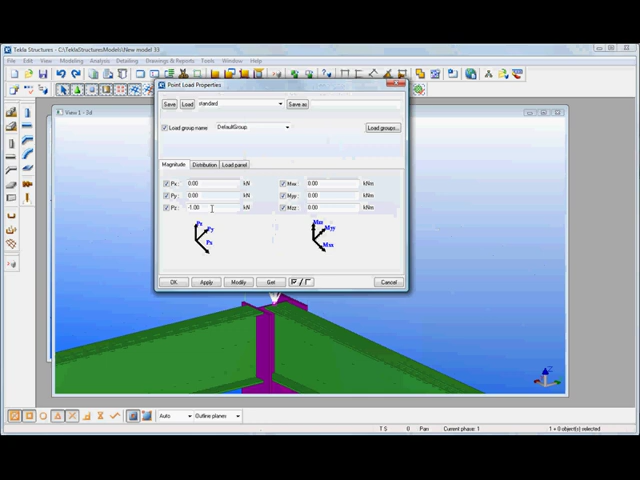 Tekla Structures - C:\TeklaStructuresModels\New model 33
File Edit View Modeling Analysis Detailing Drawings & Reports Tools Window Help
Point Load Properties
Save Load standard Save as
Load group name DefaultGroup Load groups...
View 1 - 3d
Magnitude Distribution Load panel
Px: 0.00 kN Mxx: 0.00 kNm
Py: 0.00 kN Myy: 0.00 kNm
Pz: -1.00 kN Mzz: 0.00 kNm
Pz Py Px
Mzz Myy Mxx
OK Apply Modify Get Cancel
Auto Outline planes
T S 0 Pan Current phase: 1 1 + 0 object(s) selected